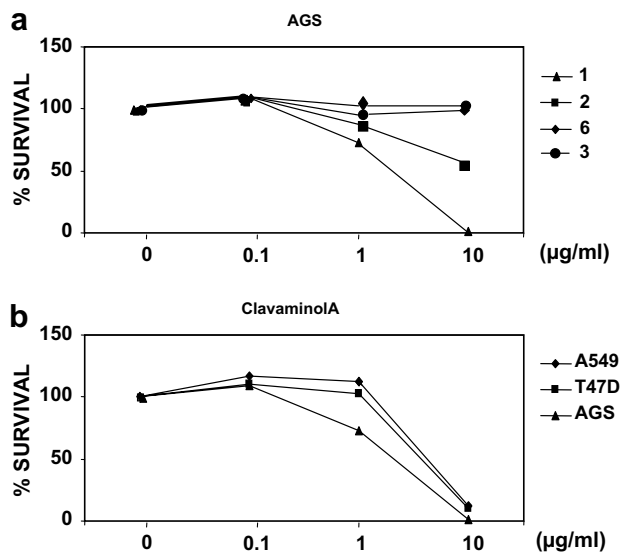 a
AGS
150
100
50
0
% SURVIVAL
0 0.1 1 10 (µg/ml)
1
2
6
3
b
ClavaminolA
150
100
50
0
% SURVIVAL
0 0.1 1 10 (µg/ml)
A549
T47D
AGS